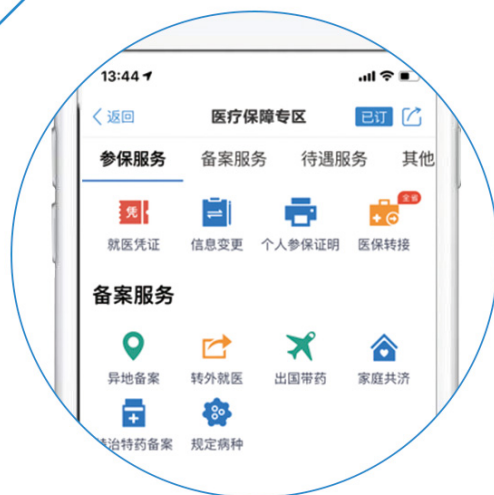 13:44
返回 医疗保障专区 已订
参保服务 备案服务 待遇服务 其他
凭 全省
就医凭证 信息变更 个人参保证明 医保转接
备案服务
异地备案 转外就医 出国带药 家庭共济
治特药备案 规定病种